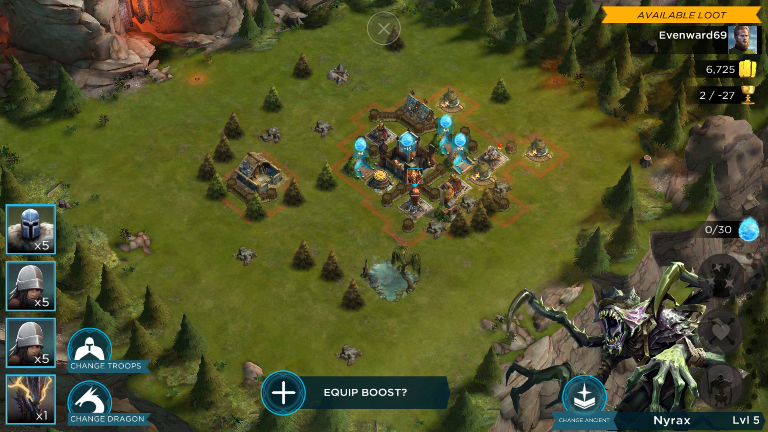 AVAILABLE LOOT
Evenward69
6,725
2 / -27
0/30
x5
x5
x5
CHANGE TROOPS
x1
CHANGE DRAGON
EQUIP BOOST?
CHANGE ANCIENT
Nyrax
Lvl 5